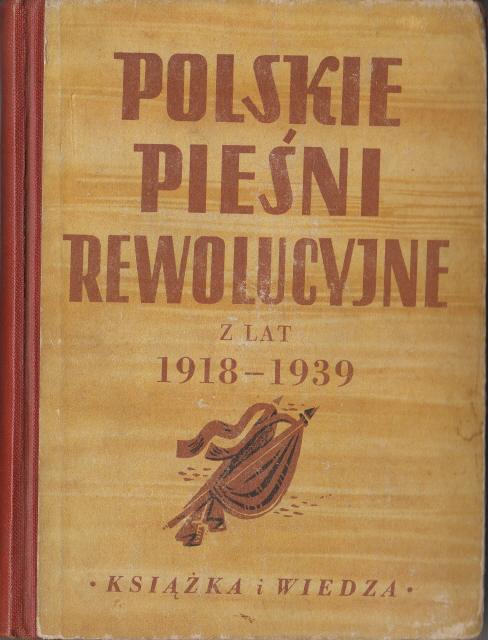 POLSKIE
PIEŚNI
REWOLUCYJNE
Z LAT
1918-1939
• KSIĄŻKA i WIEDZA •